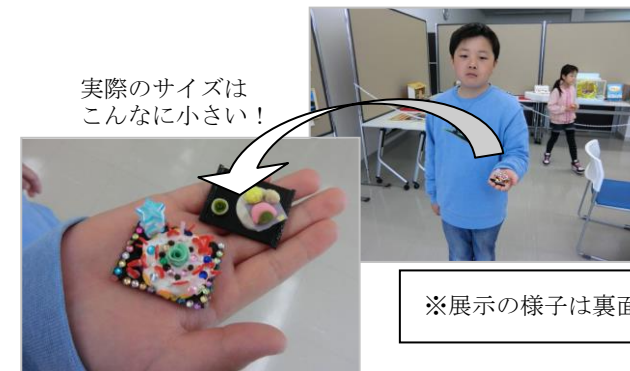 実際のサイズは
こんなに小さい！
※展示の様子は裏面